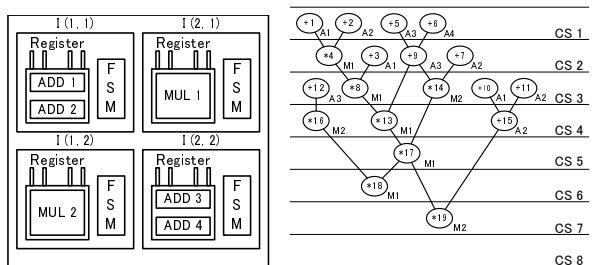 I(1,1)
I(2,1)
Register
ADD 1
ADD 2
F
S
M
Register
MUL 1
F
S
M
I(1,2)
I(2,2)
Register
MUL 2
F
S
M
Register
ADD 3
ADD 4
F
S
M
+1 A1 +2 A2 +5 A3 +6 A4 CS 1
*4 M1 +3 A1 +9 A3 +7 A2 CS 2
+12 A3 *8 M1 *14 M2 +10 A1 +11 A2 CS 3
*16 M2 *13 M1 +15 A2 CS 4
*17 M1 CS 5
*18 M1 CS 6
*19 M2 CS 7
CS 8